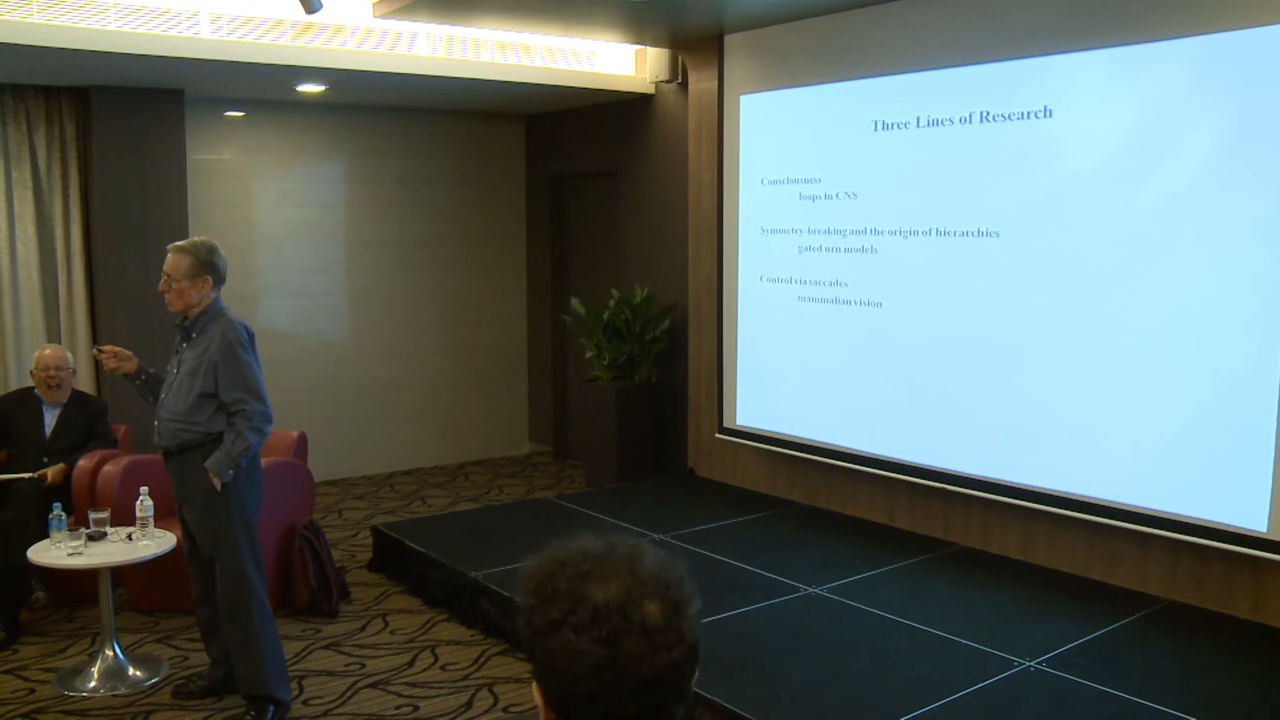 Three Lines of Research
Consciousness
loops in CNS
Symmetry-breaking and the origin of hierarchies
gated urn models
Control via saccades
mammalian vision